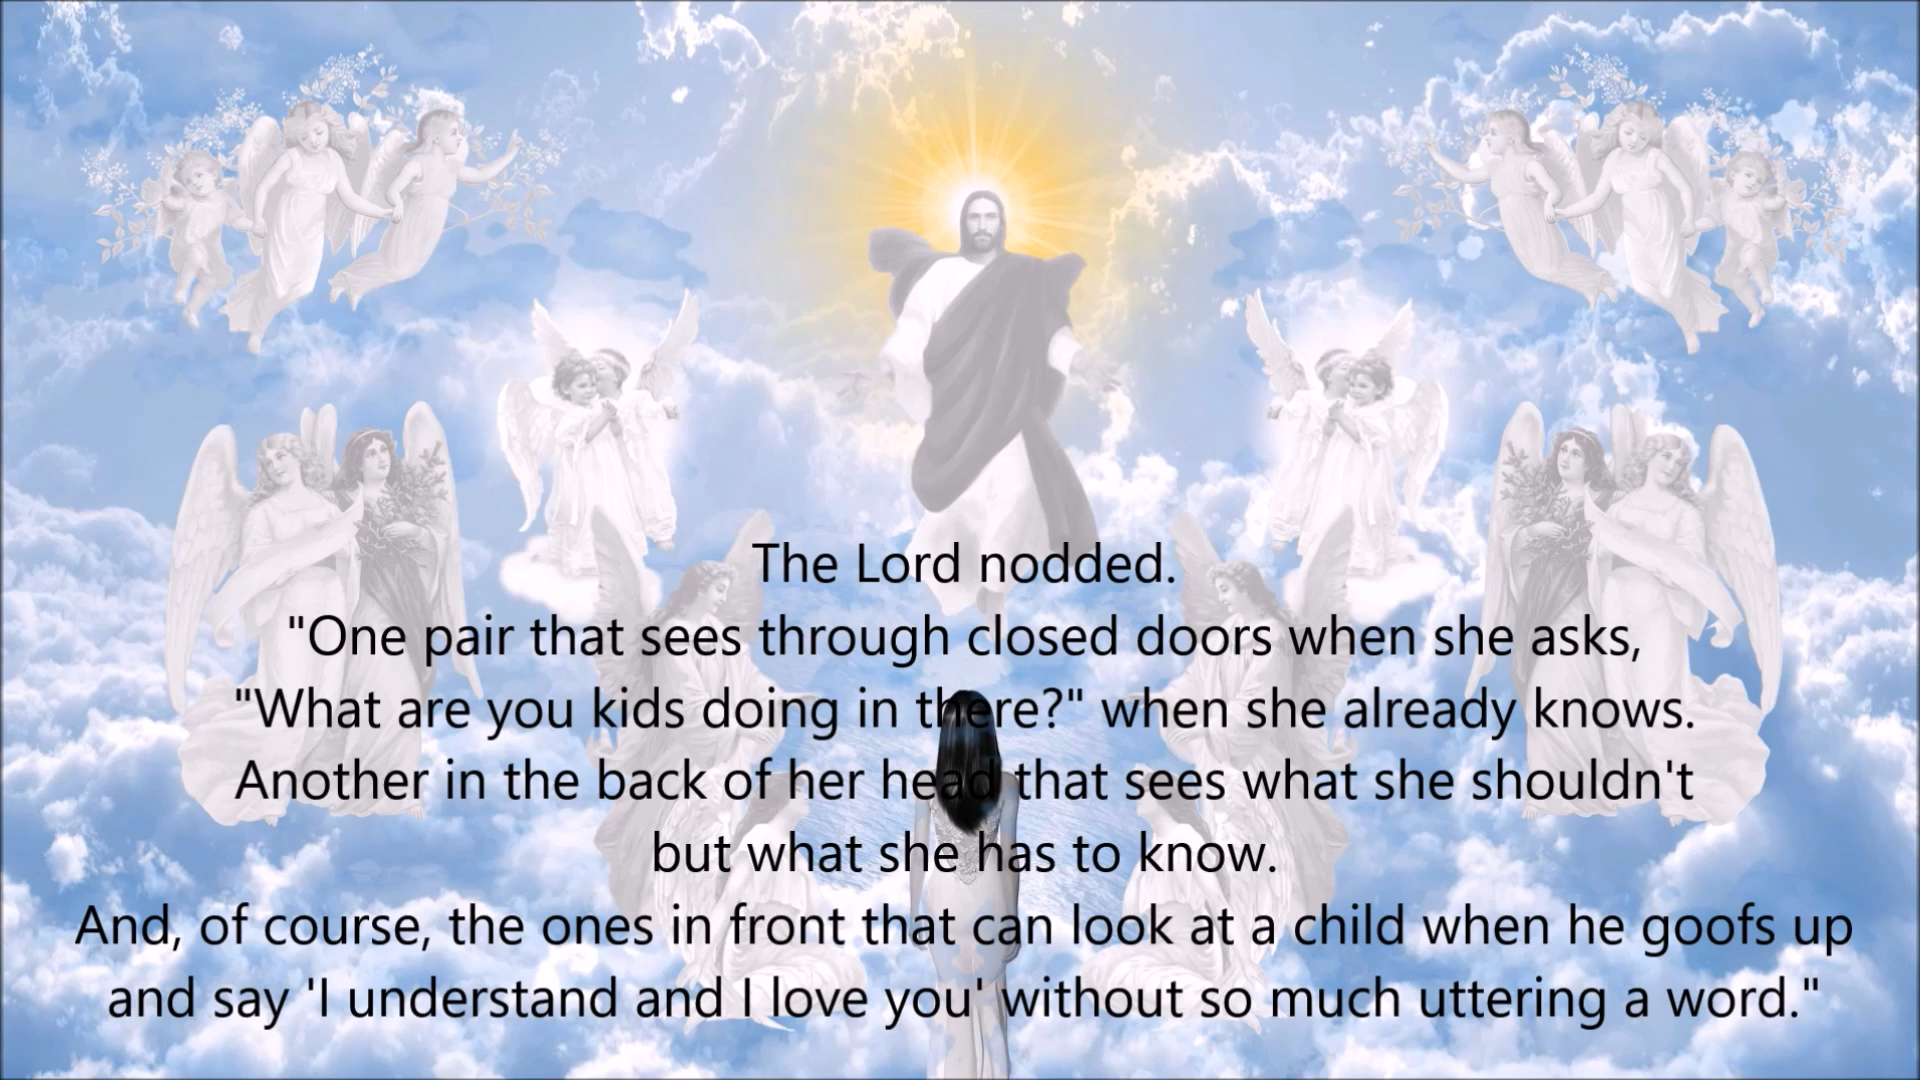 The Lord nodded.
"One pair that sees through closed doors when she asks,
"What are you kids doing in there?" when she already knows.
Another in the back of her head that sees what she shouldn't
but what she has to know.
And, of course, the ones in front that can look at a child when he goofs up
and say 'I understand and I love you' without so much uttering a word."